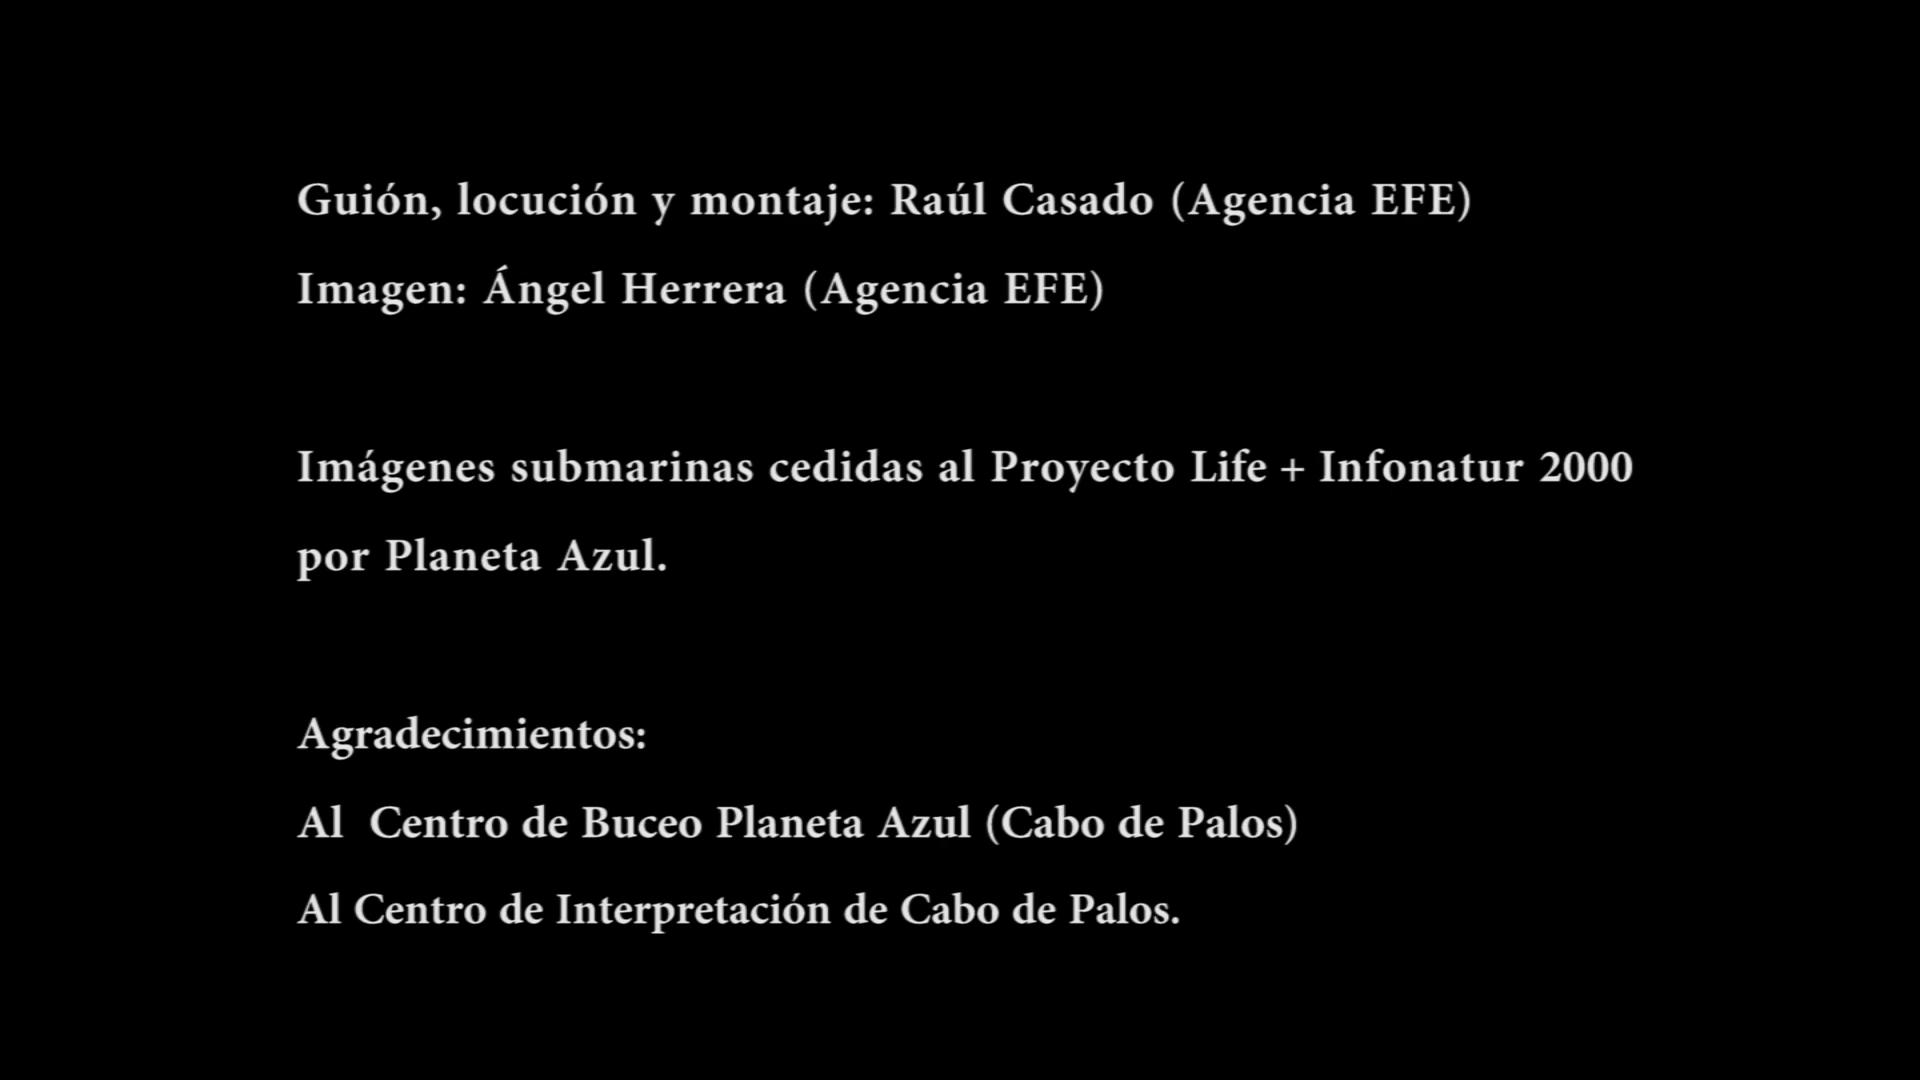 Guión, locución y montaje: Raúl Casado (Agencia EFE)
Imagen: Ángel Herrera (Agencia EFE)
Imágenes submarinas cedidas al Proyecto Life + Infonatur 2000
por Planeta Azul.
Agradecimientos:
Al  Centro de Buceo Planeta Azul (Cabo de Palos)
Al Centro de Interpretación de Cabo de Palos.